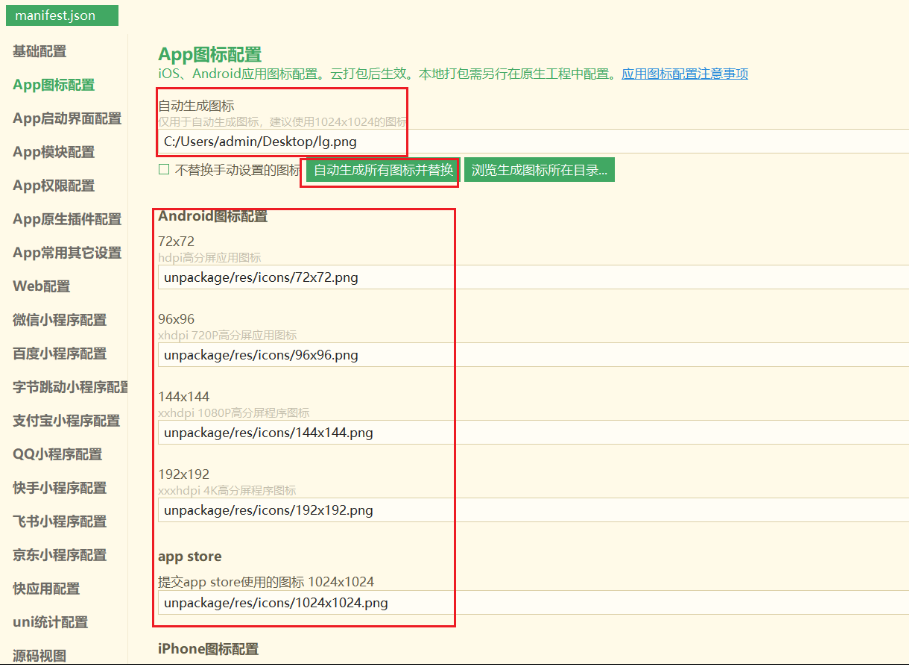 manifest.json
基础配置
App图标配置
App启动界面配置
App模块配置
App权限配置
App原生插件配置
App常用其它设置
Web配置
微信小程序配置
百度小程序配置
字节跳动小程序配置
支付宝小程序配置
QQ小程序配置
快手小程序配置
飞书小程序配置
京东小程序配置
快应用配置
uni统计配置
源码视图
App图标配置
iOS、Android应用图标配置。云打包后生效。本地打包需另行在原生工程中配置。应用图标配置注意事项
自动生成图标
仅用于自动生成图标，建议使用1024x1024的图标
C:/Users/admin/Desktop/lg.png
不替换手动设置的图标 自动生成所有图标并替换 浏览生成图标所在目录...
Android图标配置
72x72
hdpi高分屏应用图标
unpackage/res/icons/72x72.png
96x96
xhdpi 720P高分屏应用图标
unpackage/res/icons/96x96.png
144x144
xxhdpi 1080P高分屏程序图标
unpackage/res/icons/144x144.png
192x192
xxxhdpi 4K高分屏程序图标
unpackage/res/icons/192x192.png
app store
提交app store使用的图标 1024x1024
unpackage/res/icons/1024x1024.png
iPhone图标配置